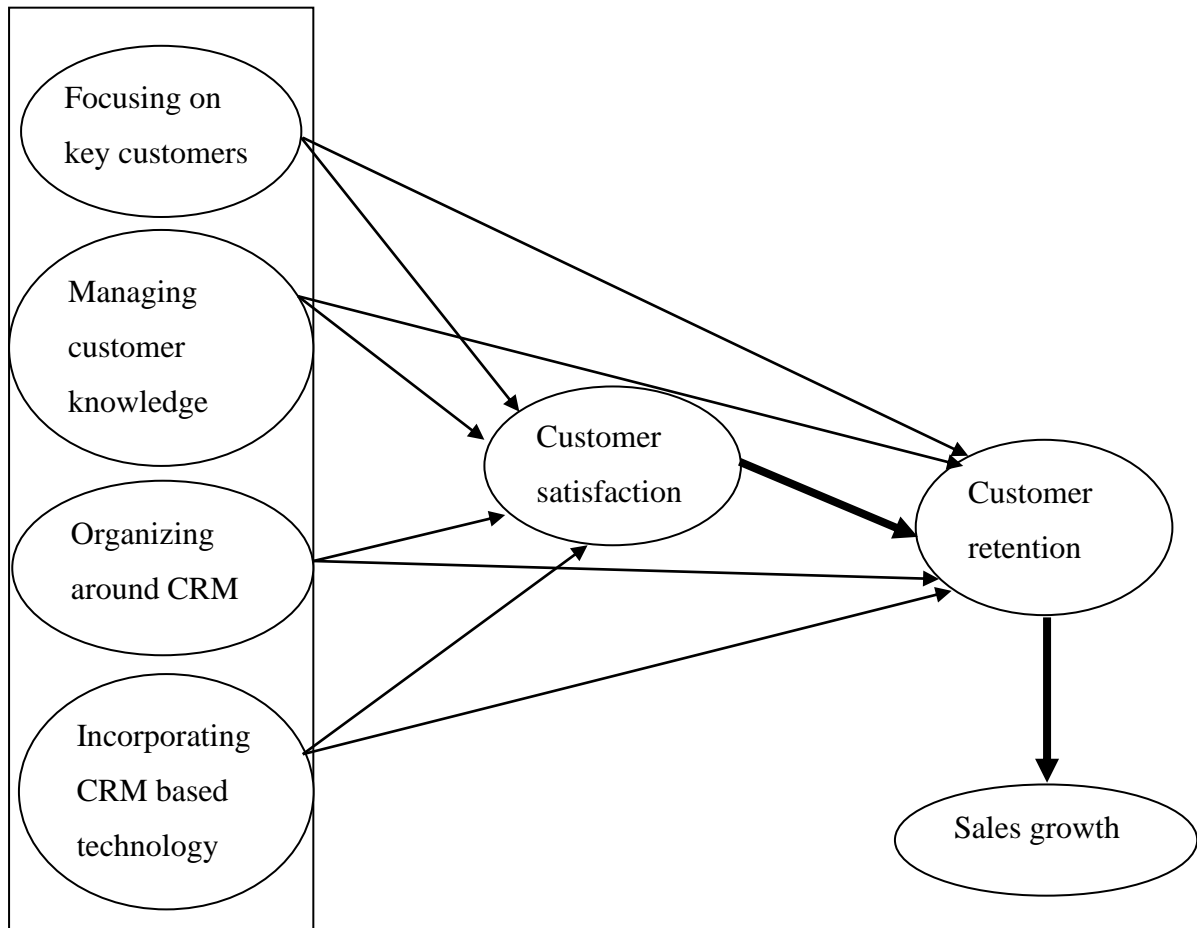 Focusing on
key customers
Managing
customer
knowledge
Organizing
around CRM
Incorporating
CRM based
technology
Customer
satisfaction
Customer
retention
Sales growth